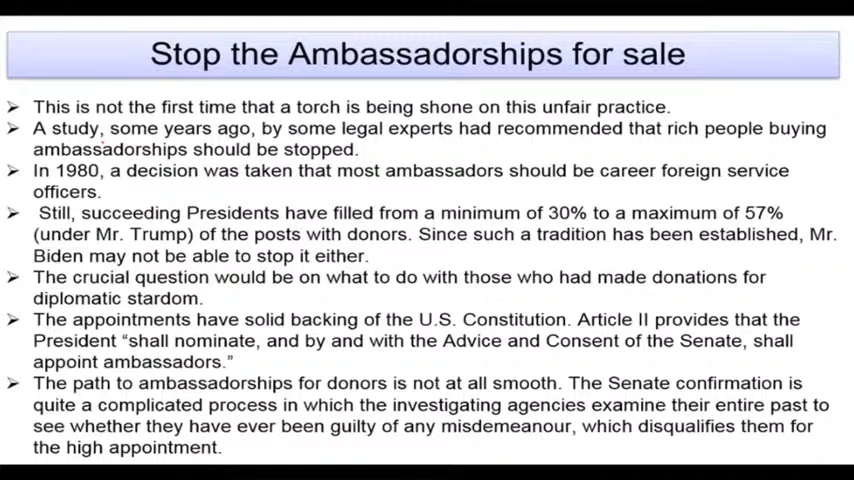 Stop the Ambassadorships for sale
➢ This is not the first time that a torch is being shone on this unfair practice.
➢ A study, some years ago, by some legal experts had recommended that rich people buying
ambassadorships should be stopped.
➢ In 1980, a decision was taken that most ambassadors should be career foreign service
officers.
➢ Still, succeeding Presidents have filled from a minimum of 30% to a maximum of 57%
(under Mr. Trump) of the posts with donors. Since such a tradition has been established, Mr.
Biden may not be able to stop it either.
➢ The crucial question would be on what to do with those who had made donations for
diplomatic stardom.
➢ The appointments have solid backing of the U.S. Constitution. Article II provides that the
President “shall nominate, and by and with the Advice and Consent of the Senate, shall
appoint ambassadors.”
➢ The path to ambassadorships for donors is not at all smooth. The Senate confirmation is
quite a complicated process in which the investigating agencies examine their entire past to
see whether they have ever been guilty of any misdemeanour, which disqualifies them for
the high appointment.